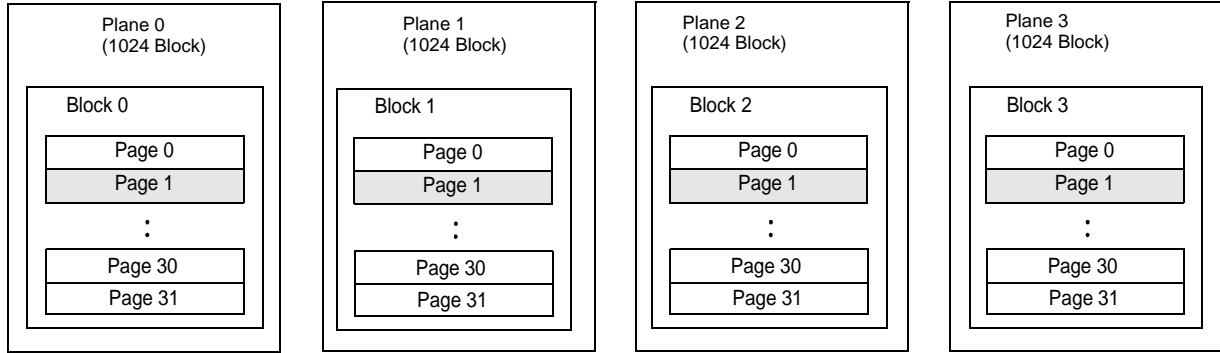 Plane 0
(1024 Block)
Block 0
Page 0
Page 1
:
Page 30
Page 31
Plane 1
(1024 Block)
Block 1
Page 0
Page 1
:
Page 30
Page 31
Plane 2
(1024 Block)
Block 2
Page 0
Page 1
:
Page 30
Page 31
Plane 3
(1024 Block)
Block 3
Page 0
Page 1
:
Page 30
Page 31